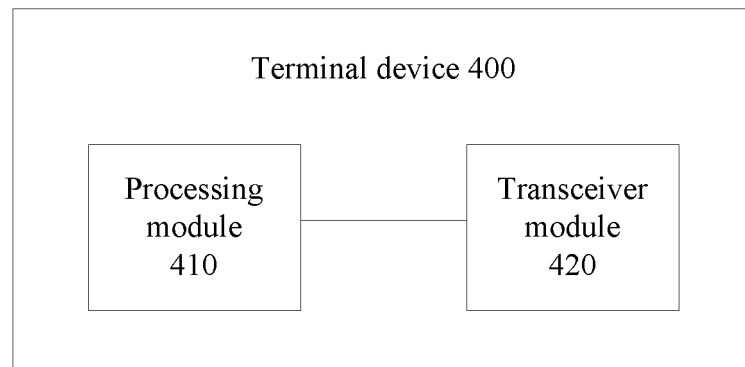 Terminal device 400
Processing
module
410
Transceiver
module
420